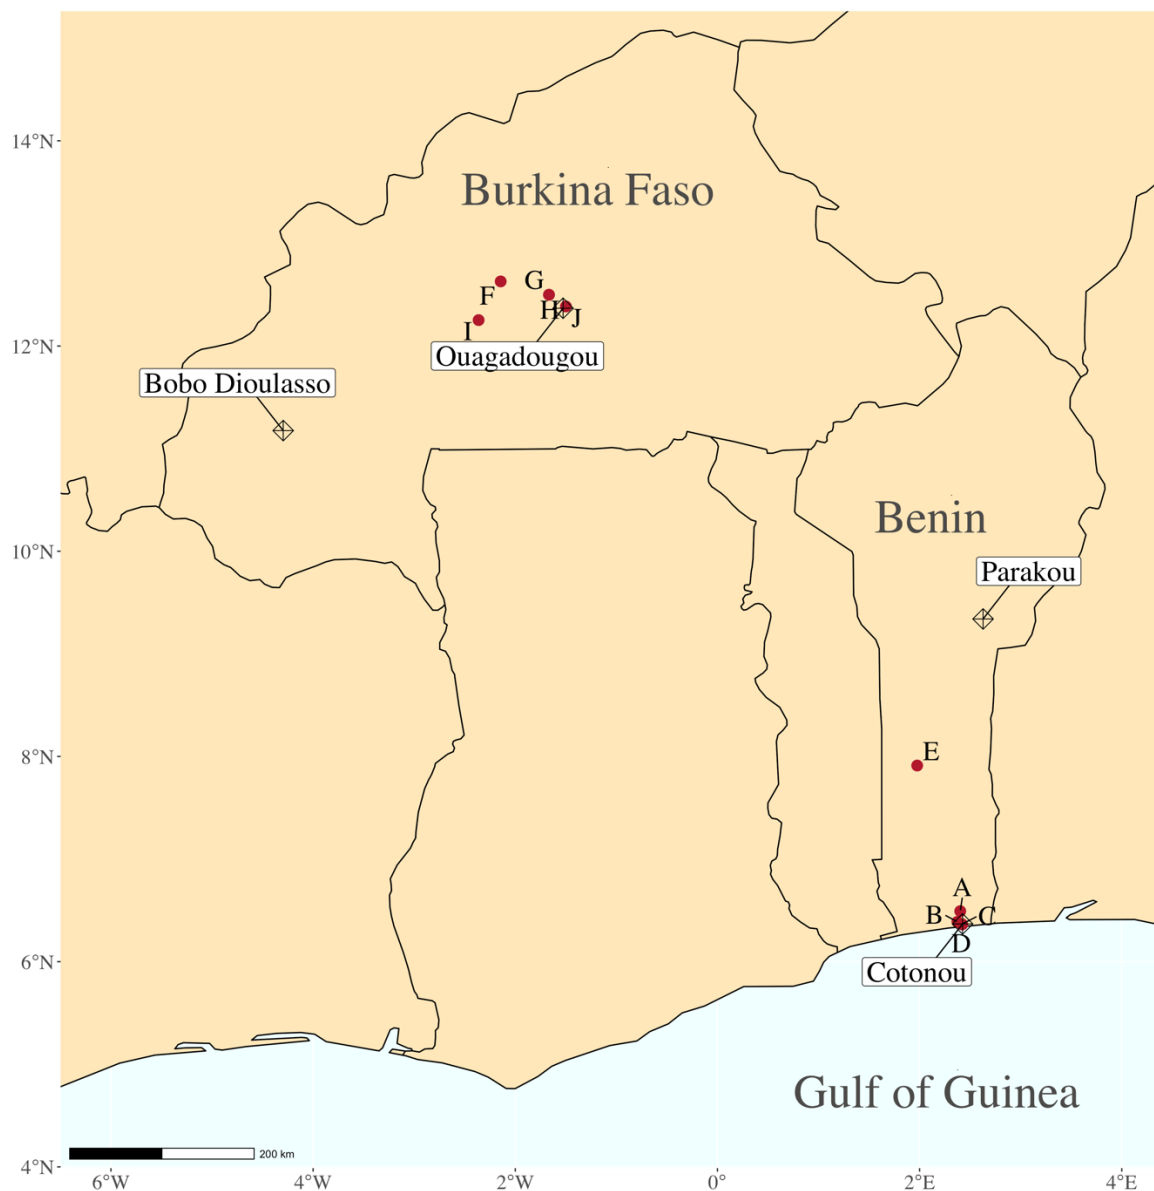 14°N
Burkina Faso
G
F
H
J
I
12°N
Ouagadougou
Bobo Dioulasso
Benin
10°N
Parakou
8°N
E
A
B
C
D
6°N
Cotonou
Gulf of Guinea
200 km
4°N
6°W
4°W
2°W
0°
2°E
4°E